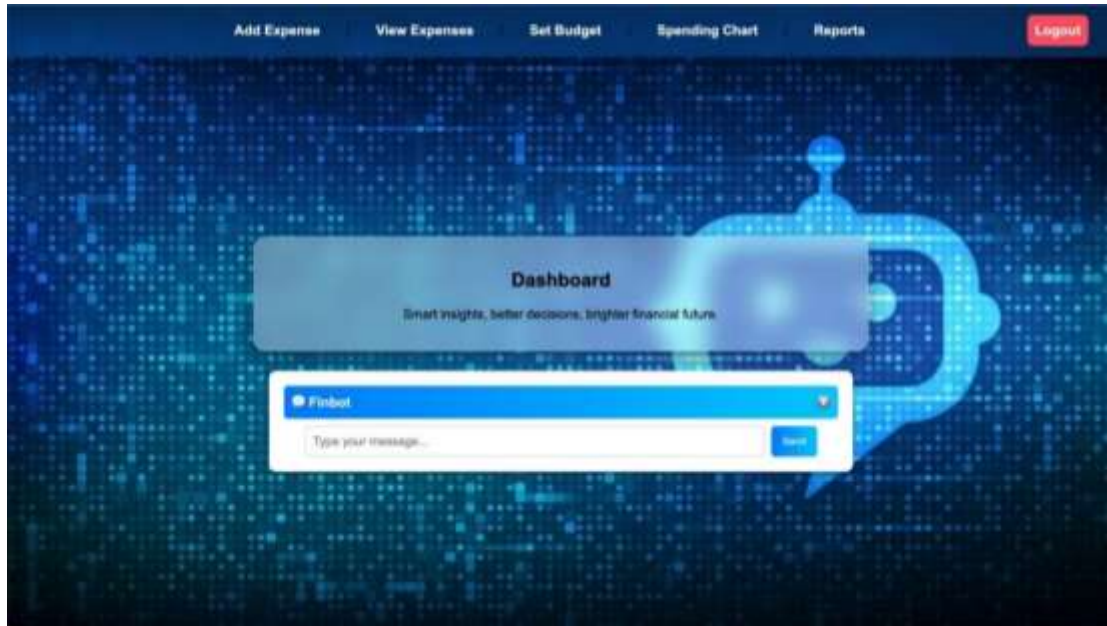 Add Expense View Expenses Set Budget Spending Chart Reports Logout
Dashboard
Smart insights, better decisions, brighter financial future.
Finbot
Type your message...
Send